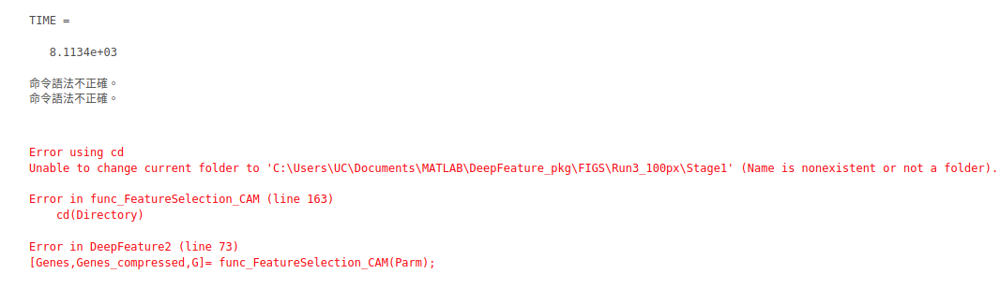 TIME =
8.1134e+03
命令語法不正確。
命令語法不正確。
Error using cd
Unable to change current folder to 'C:\Users\UC\Documents\MATLAB\DeepFeature_pkg\FIGS\Run3_100px\Stage1' (Name is nonexistent or not a folder).
Error in func_FeatureSelection_CAM (line 163)
cd(Directory)
Error in DeepFeature2 (line 73)
[Genes,Genes_compressed,G]= func_FeatureSelection_CAM(Parm);